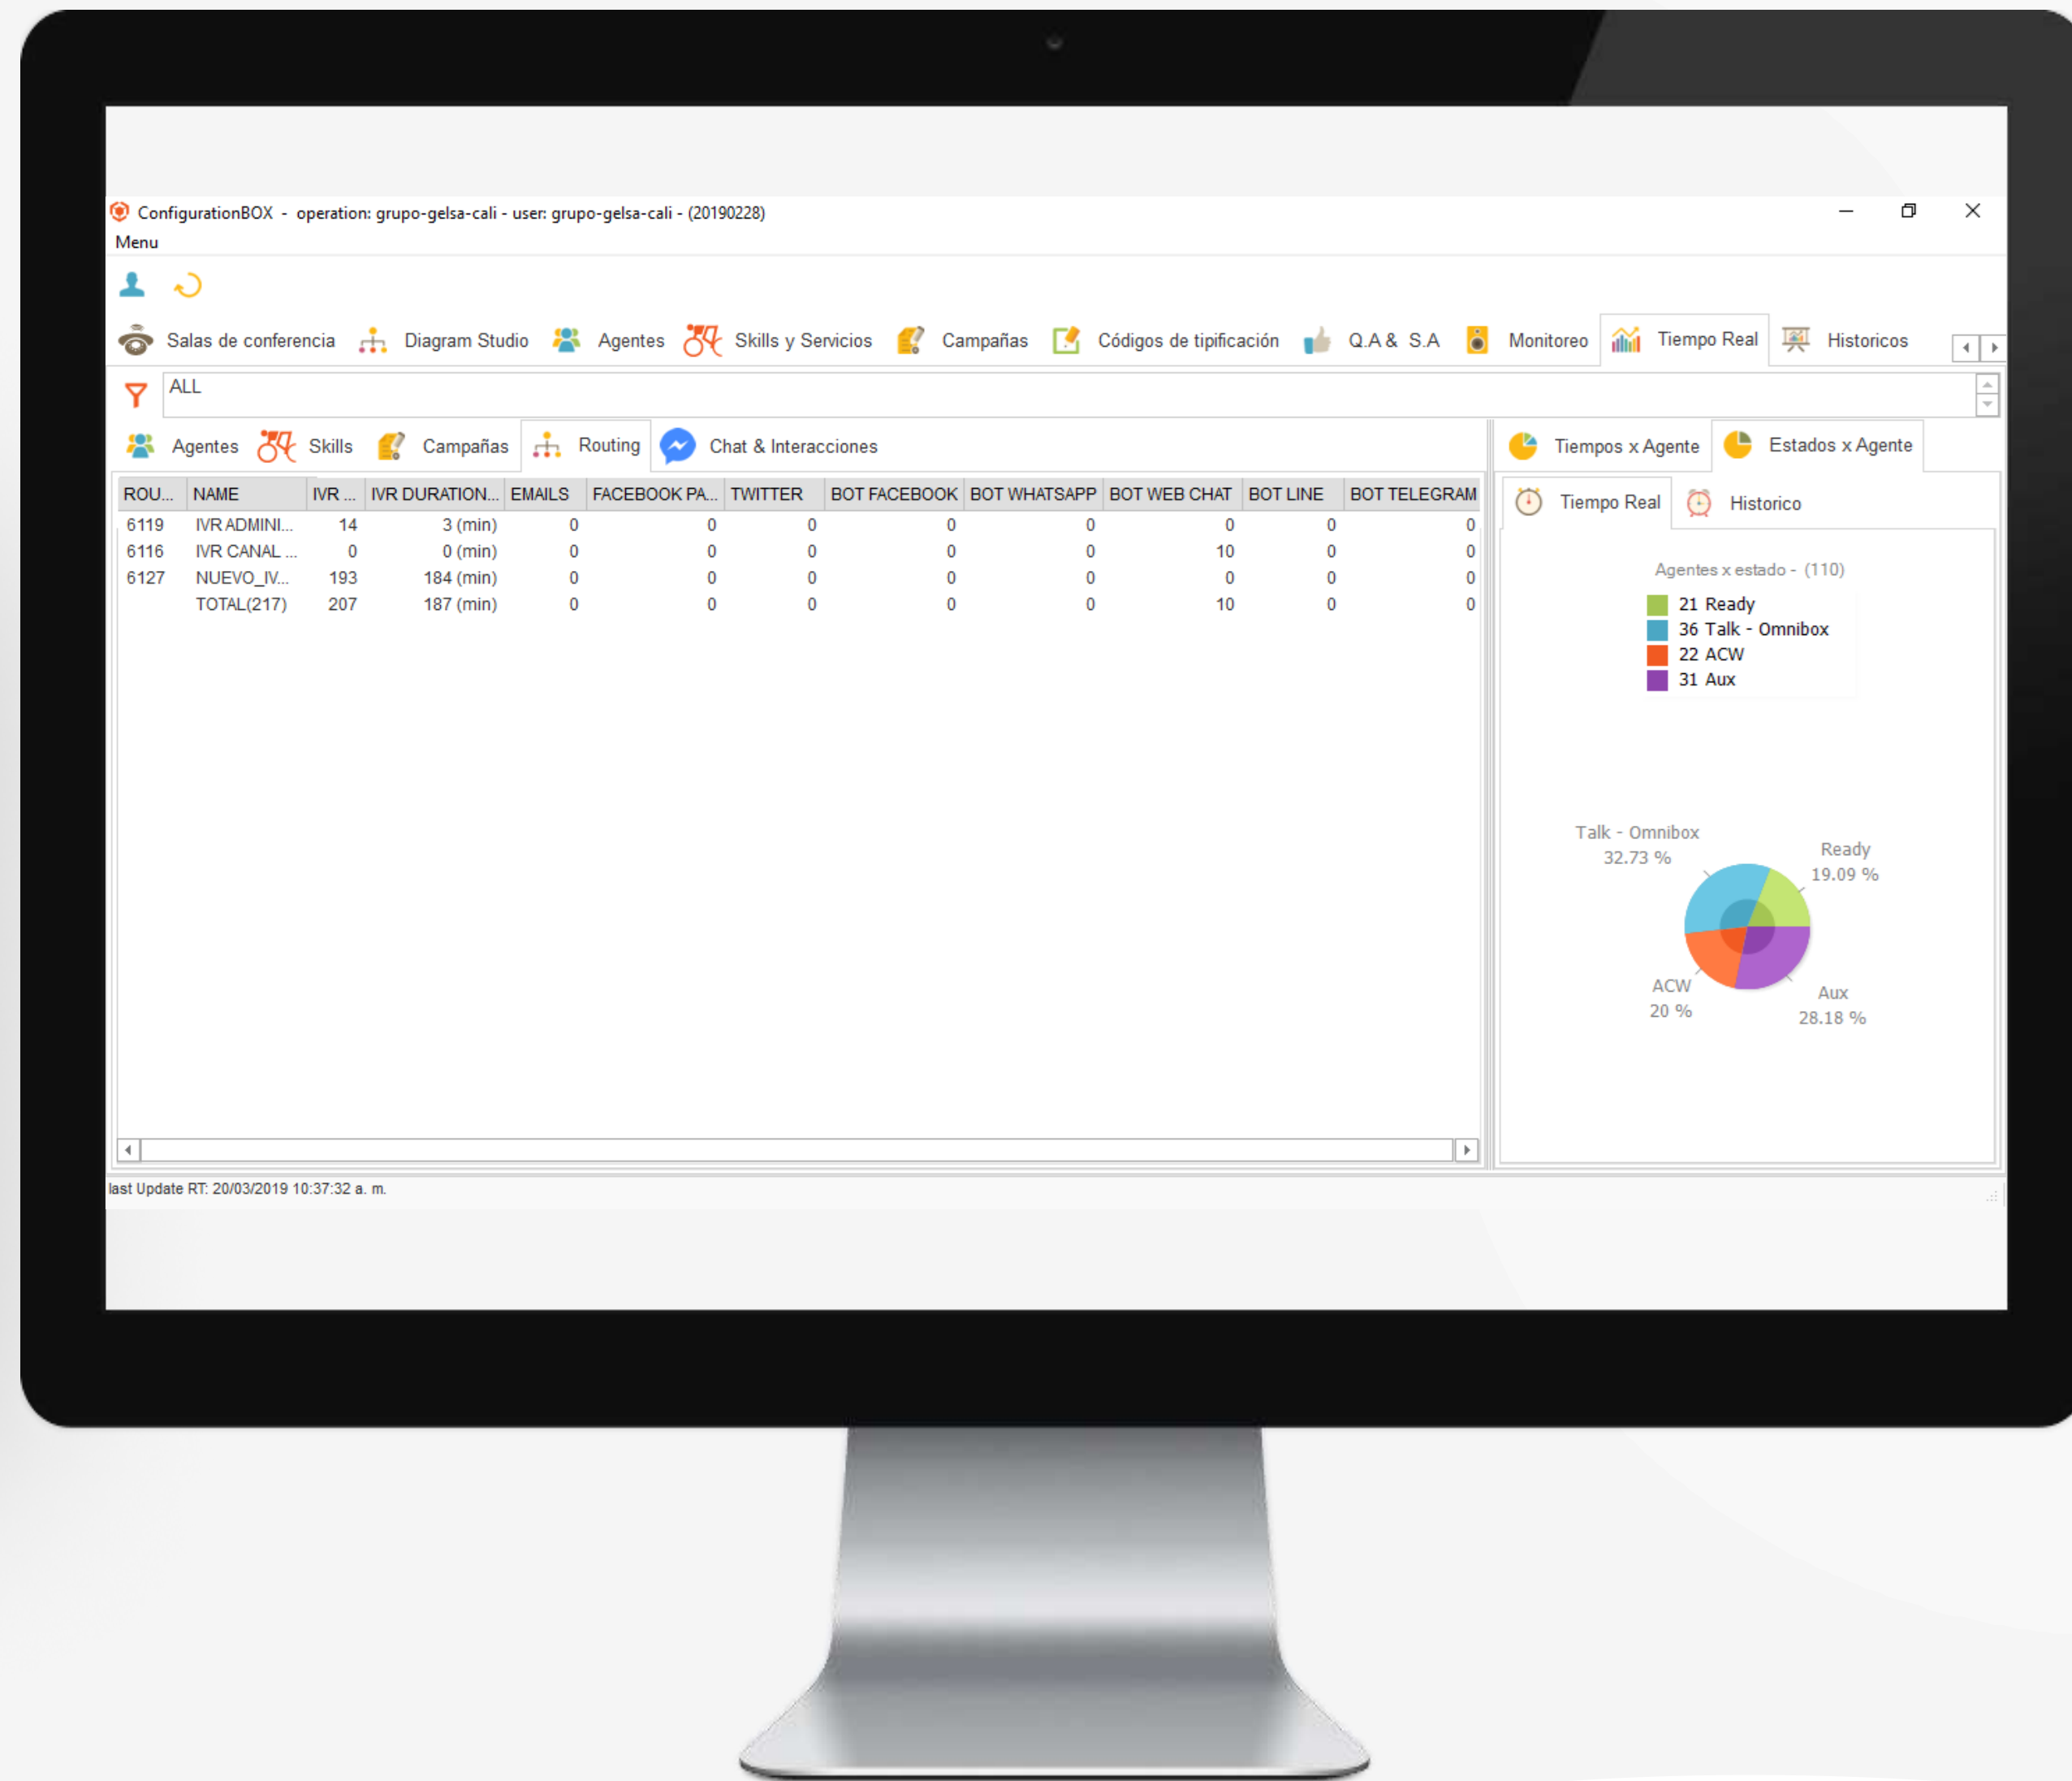 ConfigurationBOX - operation: grupo-gelsa-cali - user: grupo-gelsa-cali - (20190228)
Menu
Salas de conferencia Diagram Studio Agentes Skills y Servicios Campañas Códigos de tipificación Q.A & S.A Monitoreo Tiempo Real Historicos
ALL
Agentes Skills Campañas Routing Chat & Interacciones
ROU... NAME IVR ... IVR DURATION... EMAILS FACEBOOK PA... TWITTER BOT FACEBOOK BOT WHATSAPP BOT WEB CHAT BOT LINE BOT TELEGRAM
6119 IVR ADMINI... 14 3 (min) 0 0 0 0 0 0 0 0
6116 IVR CANAL ... 0 0 (min) 0 0 0 0 0 10 0 0
6127 NUEVO_IV... 193 184 (min) 0 0 0 0 0 0 0 0
TOTAL(217) 207 187 (min) 0 0 0 0 0 10 0 0
Tiempos x Agente Estados x Agente
Tiempo Real Historico
Agentes x estado - (110)
21 Ready
36 Talk - Omnibox
22 ACW
31 Aux
Talk - Omnibox
32.73 %
Ready
19.09 %
ACW
20 %
Aux
28.18 %
last Update RT: 20/03/2019 10:37:32 a. m.